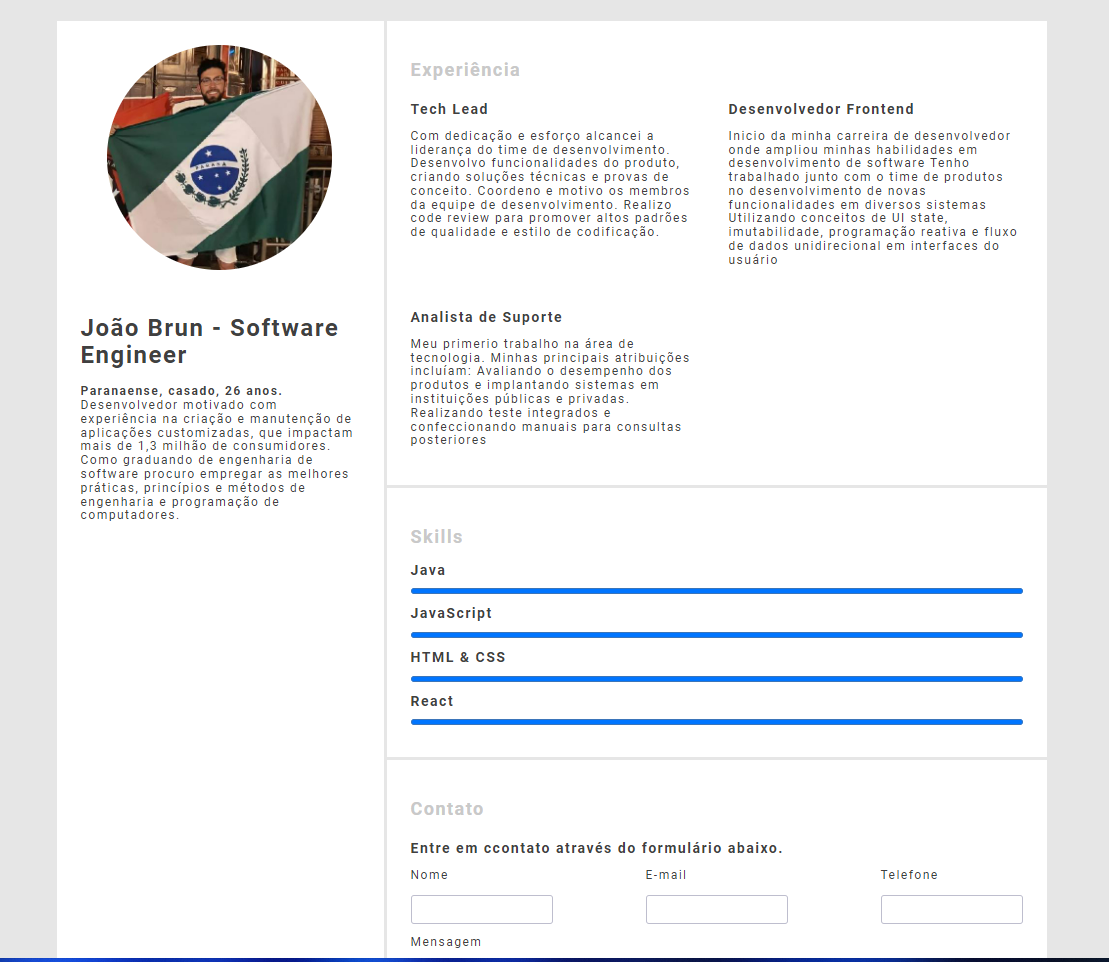 João Brun - Software
Engineer
Paranaense, casado, 26 anos.
Desenvolvedor motivado com
experiência na criação e manutenção de
aplicações customizadas, que impactam
mais de 1,3 milhão de consumidores.
Como graduando de engenharia de
software procuro empregar as melhores
práticas, princípios e métodos de
engenharia e programação de
computadores.
Experiência
Tech Lead
Com dedicação e esforço alcancei a
liderança do time de desenvolvimento.
Desenvolvo funcionalidades do produto,
criando soluções técnicas e provas de
conceito. Coordeno e motivo os membros
da equipe de desenvolvimento. Realizo
code review para promover altos padrões
de qualidade e estilo de codificação.
Desenvolvedor Frontend
Inicio da minha carreira de desenvolvedor
onde ampliou minhas habilidades em
desenvolvimento de software Tenho
trabalhado junto com o time de produtos
no desenvolvimento de novas
funcionalidades em diversos sistemas
Utilizando conceitos de UI state,
imutabilidade, programação reativa e fluxo
de dados unidirecional em interfaces do
usuário
Analista de Suporte
Meu primerio trabalho na área de
tecnologia. Minhas principais atribuições
incluíam: Avaliando o desempenho dos
produtos e implantando sistemas em
instituições públicas e privadas.
Realizando teste integrados e
confeccionando manuais para consultas
posteriores
Skills
Java
JavaScript
HTML & CSS
React
Contato
Entre em ccontato através do formulário abaixo.
Nome
E-mail
Telefone
Mensagem